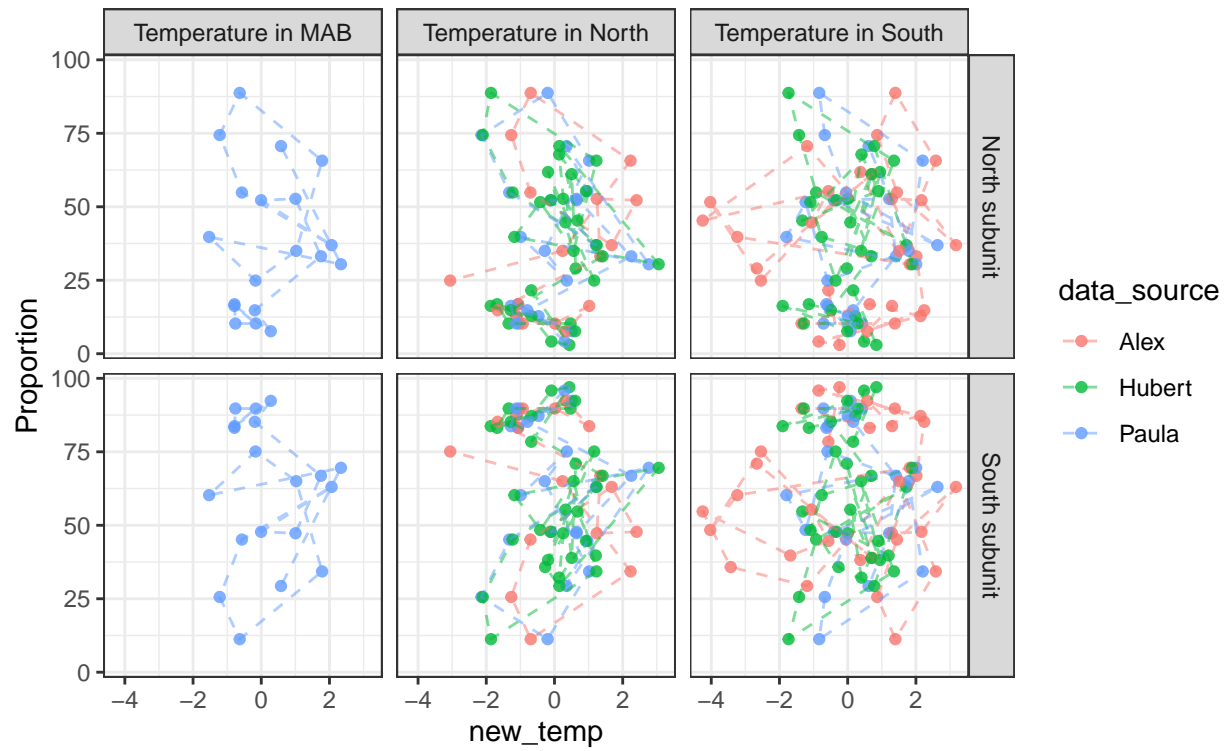 Temperature in MAB
Temperature in North
Temperature in South
100
75
50
25
0
North subunit
100
75
50
25
0
South subunit
−4
−2
0
2
−4
−2
0
2
−4
−2
0
2
new_temp
Proportion
data_source
Alex
Hubert
Paula